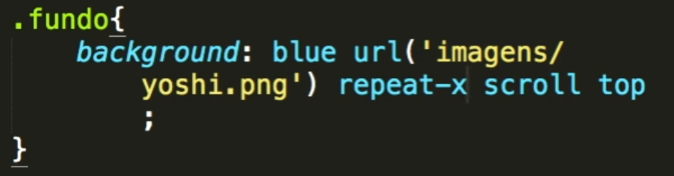 .fundo{
background: blue url('imagens/
yoshi.png') repeat-x scroll top
;
}